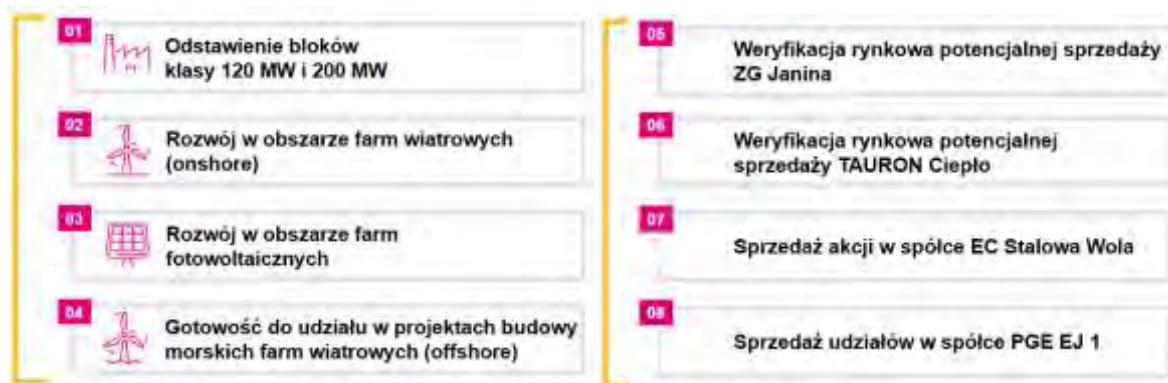 01
Odstawienie bloków
klasy 120 MW i 200 MW
02
Rozwój w obszarze farm wiatrowych
(onshore)
03
Rozwój w obszarze farm
fotowoltaicznych
04
Gotowość do udziału w projektach budowy
morskich farm wiatrowych (offshore)
05
Weryfikacja rynkowa potencjalnej sprzedaży
ZG Janina
06
Weryfikacja rynkowa potencjalnej
sprzedaży TAURON Ciepło
07
Sprzedaż akcji w spółce EC Stalowa Wola
08
Sprzedaż udziałów w spółce PGE EJ 1